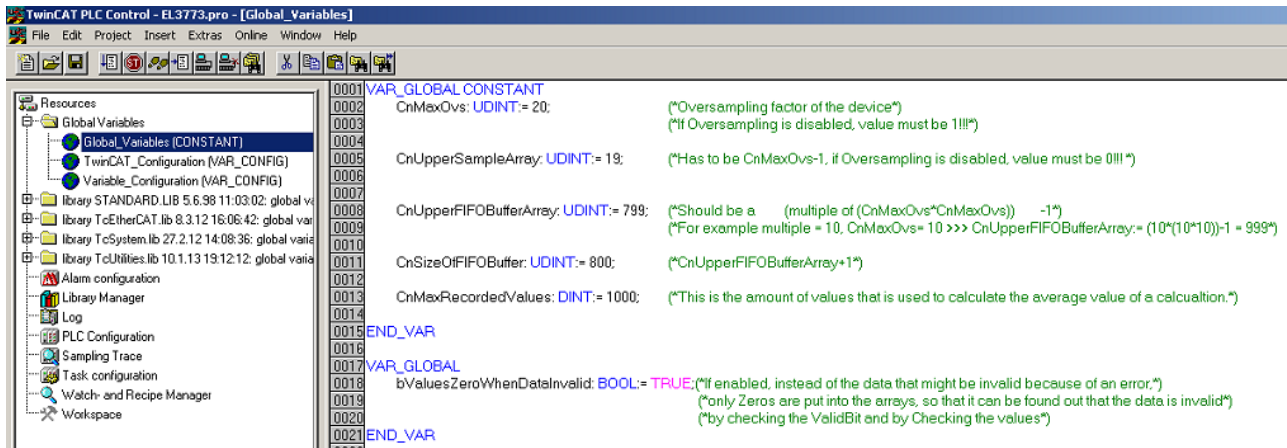 TwinCAT PLC Control - EL3773.pro - [Global_Variables]
File Edit Project Insert Extras Online Window Help
Resources
Global Variables
Global_Variables (CONSTANT)
TwinCAT_Configuration (VAR_CONFIG)
Variable_Configuration (VAR_CONFIG)
library STANDARD.LIB 5.6.98 11:03:02: global va
library TcEtherCAT.lib 8.3.12 16:06:42: global var
library TcSystem.lib 27.2.12 14:08:36: global varia
library TcUtilities.lib 10.1.13 19:12:12: global varia
Alarm configuration
Library Manager
Log
PLC Configuration
Sampling Trace
Task configuration
Watch- and Recipe Manager
Workspace
0001 VAR_GLOBAL CONSTANT
0002 CnMaxOvs: UDINT:= 20; (*Oversampling factor of the device*)
0003 (*If Oversampling is disabled, value must be 1!!!*)
0004
0005 CnUpperSampleArray: UDINT:= 19; (*Has to be CnMaxOvs-1, if Oversampling is disabled, value must be 0!!! *)
0006
0007
0008 CnUpperFIFOBufferArray: UDINT:= 799; (*Should be a (multiple of (CnMaxOvs*CnMaxOvs)) -1*)
0009 (*For example multiple = 10, CnMaxOvs= 10 >>> CnUpperFIFOBufferArray:= (10*(10*10))-1 = 999*)
0010
0011 CnSizeOfFIFOBuffer: UDINT:= 800; (*CnUpperFIFOBufferArray+1*)
0012
0013 CnMaxRecordedValues: DINT:= 1000; (*This is the amount of values that is used to calculate the average value of a calcualtion.*)
0014
0015 END_VAR
0016
0017 VAR_GLOBAL
0018 bValuesZeroWhenDataInvalid: BOOL:= TRUE;(*If enabled, instead of the data that might be invalid because of an error,*)
0019 (*only Zeros are put into the arrays, so that it can be found out that the data is invalid*)
0020 (*by checking the ValidBit and by Checking the values*)
0021 END_VAR